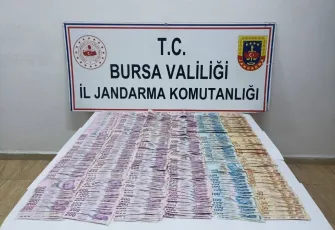 T.C.
BURSA VALİLİĞİ
İL JANDARMA KOMUTANLIĞI